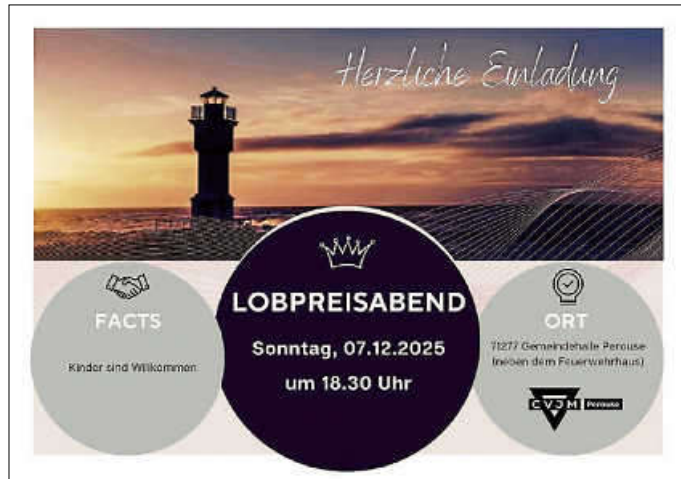 Herzliche Einladung
LOBPREISABEND
Sonntag, 07.12.2025
um 18.30 Uhr
FACTS
Kinder sind Willkommen
ORT
71277 Gemeindehalle Perouse
(neben dem Feuerwehrhaus)
CVJM Perouse